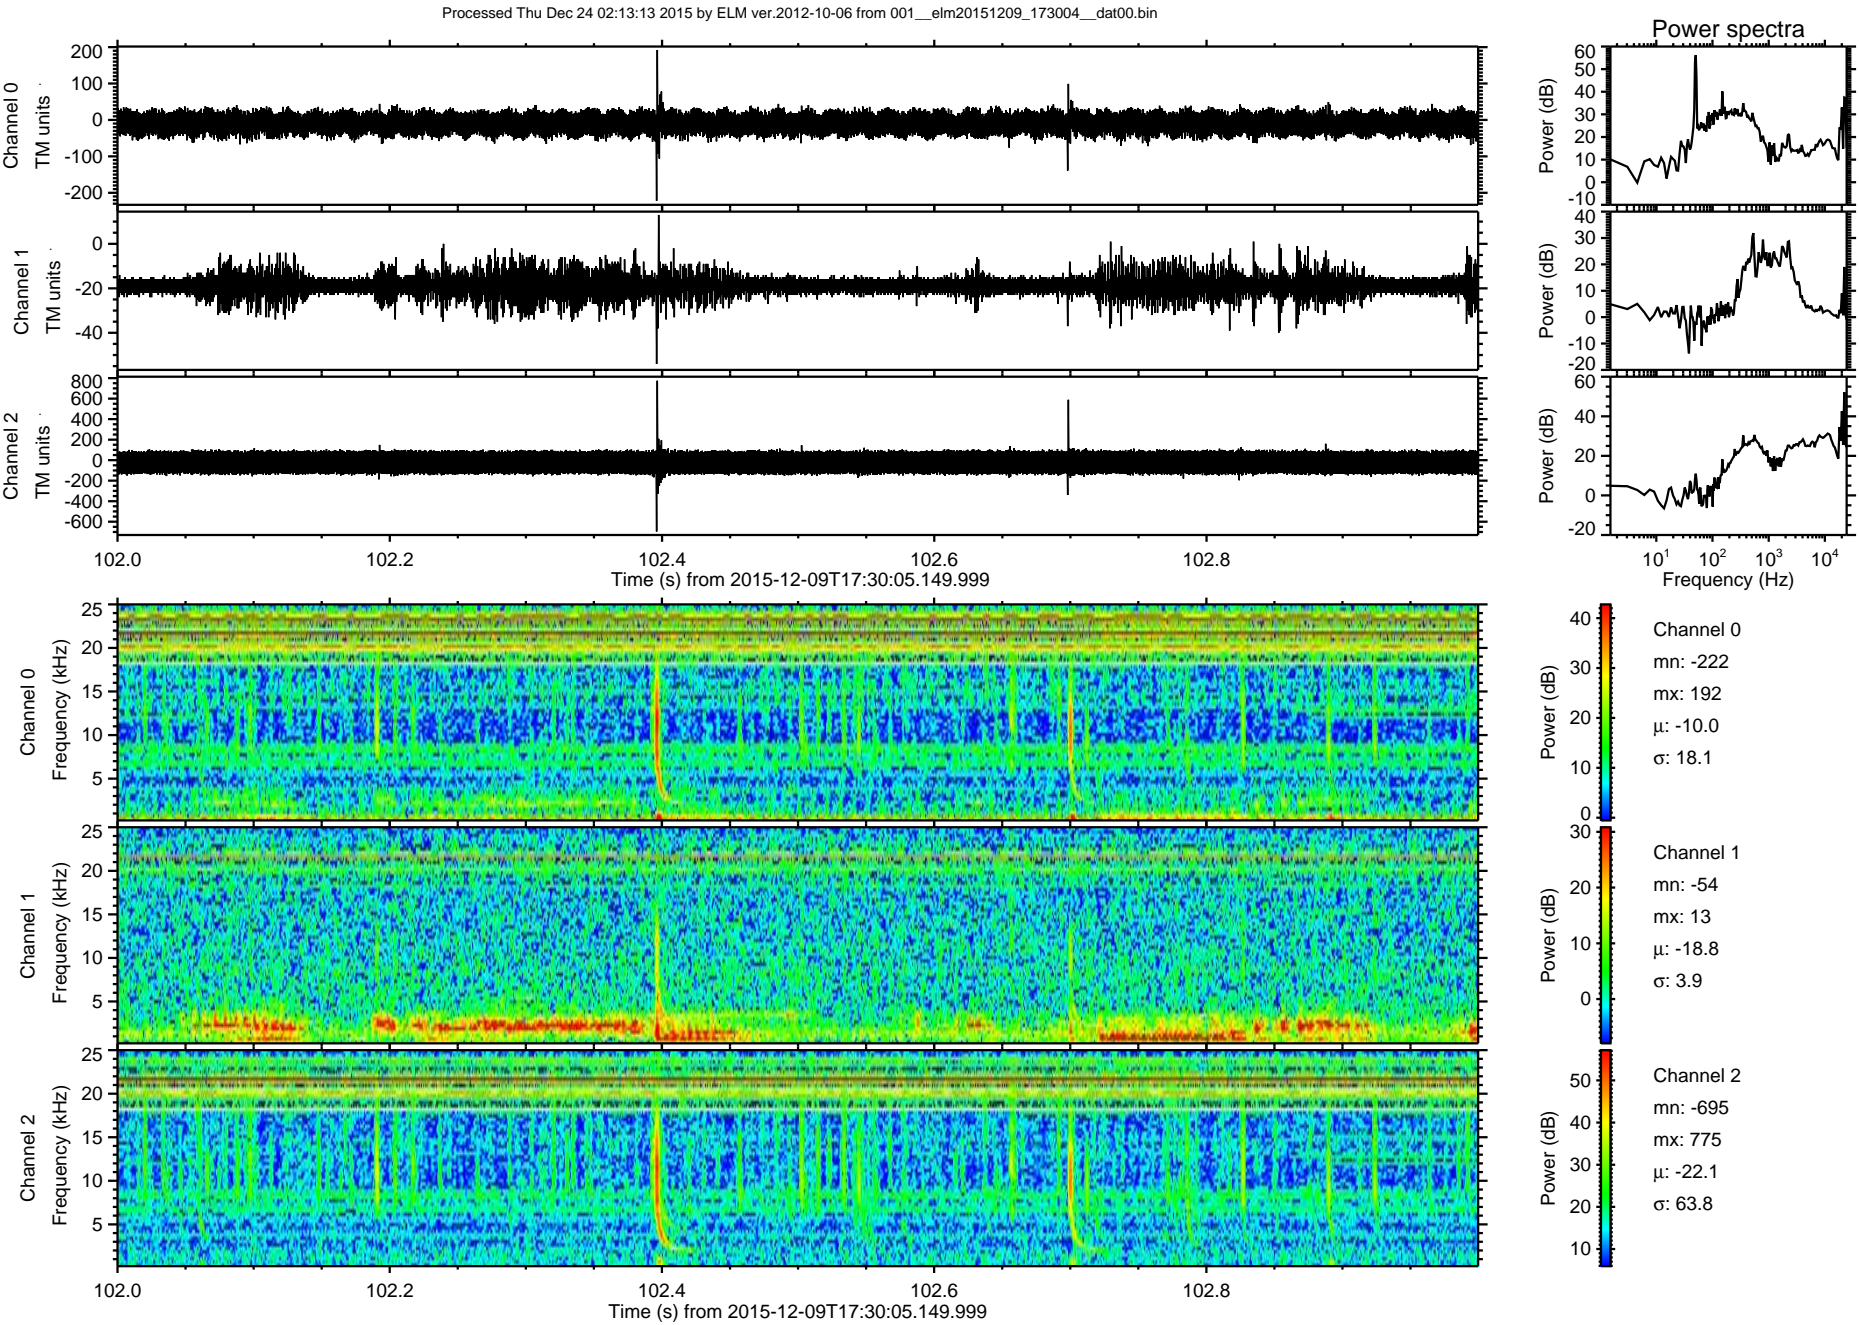 Processed Thu Dec 24 02:13:13 2015 by ELM ver.2012-10-06 from 001__elm20151209_173004__dat00.bin
Power spectra
Channel 0
TM units
200
100
0
-100
-200
Power (dB)
60
50
40
30
20
10
0
-10
Channel 1
TM units
0
-20
-40
Power (dB)
40
30
20
10
0
-10
-20
Channel 2
TM units
800
600
400
200
0
-200
-400
-600
Power (dB)
60
40
20
0
-20
102.0 102.2 102.4 102.6 102.8
Time (s) from 2015-12-09T17:30:05.149.999
10¹ 10² 10³ 10⁴
Frequency (Hz)
Channel 0
Frequency (kHz)
25
20
15
10
5
Power (dB)
40
30
20
10
0
Channel 0
mn: -222
mx: 192
µ: -10.0
σ: 18.1
Channel 1
Frequency (kHz)
25
20
15
10
5
Power (dB)
30
20
10
0
Channel 1
mn: -54
mx: 13
µ: -18.8
σ: 3.9
Channel 2
Frequency (kHz)
25
20
15
10
5
Power (dB)
50
40
30
20
10
Channel 2
mn: -695
mx: 775
µ: -22.1
σ: 63.8
102.0 102.2 102.4 102.6 102.8
Time (s) from 2015-12-09T17:30:05.149.999